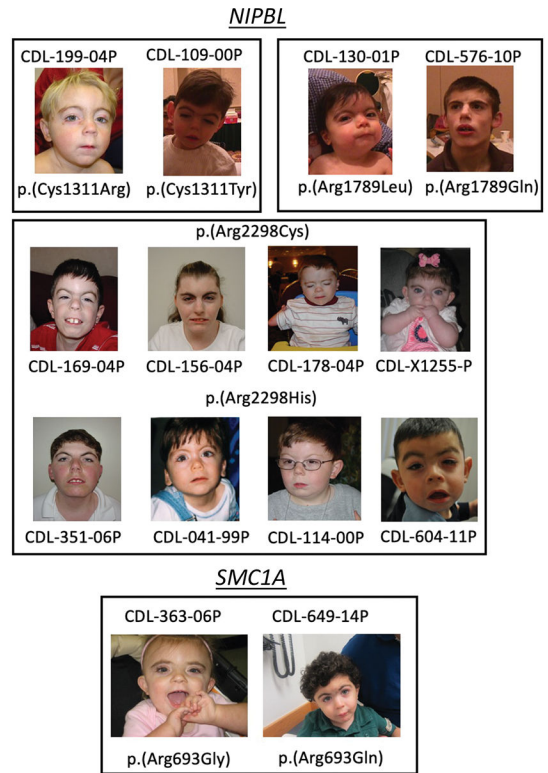 NIPBL
CDL-199-04P CDL-109-00P
p.(Cys1311Arg) p.(Cys1311Tyr)
CDL-130-01P CDL-576-10P
p.(Arg1789Leu) p.(Arg1789Gln)
p.(Arg2298Cys)
CDL-169-04P CDL-156-04P CDL-178-04P CDL-X1255-P
p.(Arg2298His)
CDL-351-06P CDL-041-99P CDL-114-00P CDL-604-11P
SMC1A
CDL-363-06P CDL-649-14P
p.(Arg693Gly) p.(Arg693Gln)